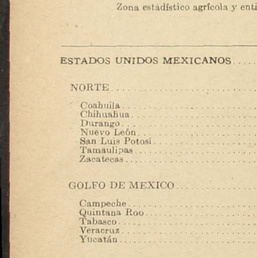 Zona estadístico agrícola y enti
ESTADOS UNIDOS MEXICANOS
NORTE
Coahuila
Chihuahua
Durango
Nuevo León
San Luis Potosí
Tamaulipas
Zacatecas
GOLFO DE MEXICO
Campeche
Quintana Roo
Tabasco
Veracruz
Yucatán